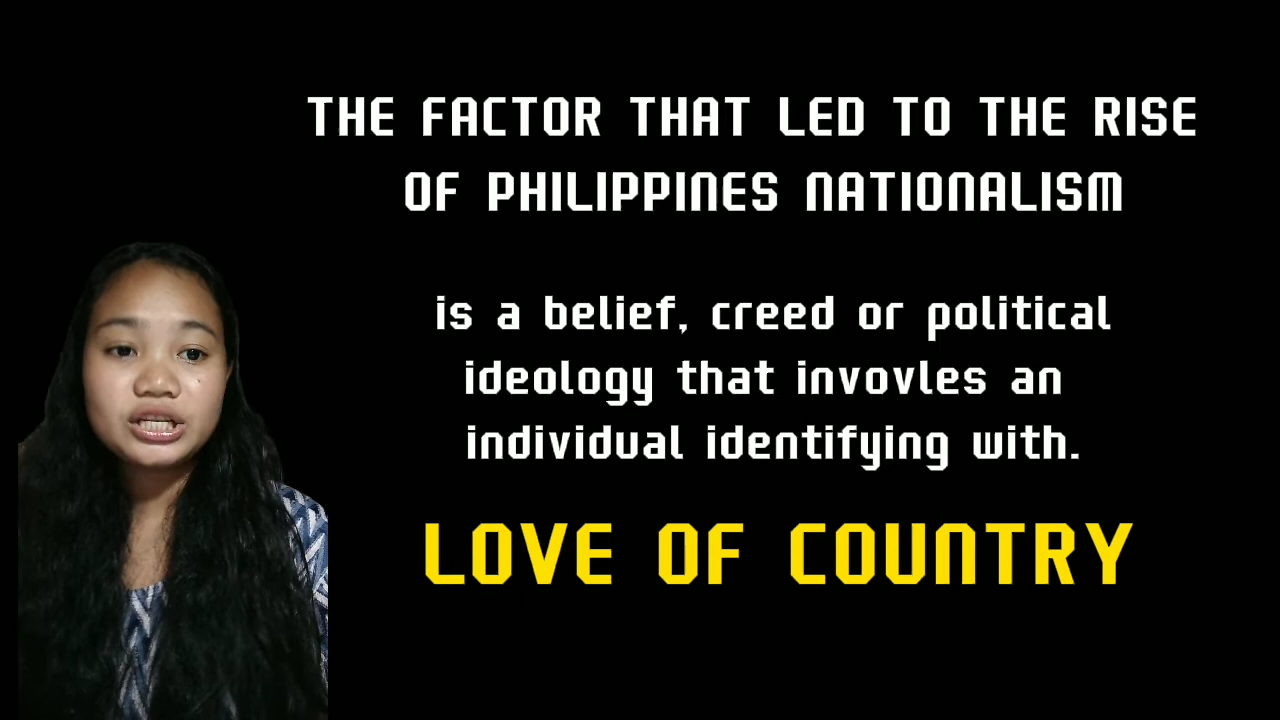 THE FACTOR THAT LED TO THE RISE
OF PHILIPPINES NATIONALISM
is a belief, creed or political
ideology that invovles an
individual identifying with.
LOVE OF COUNTRY